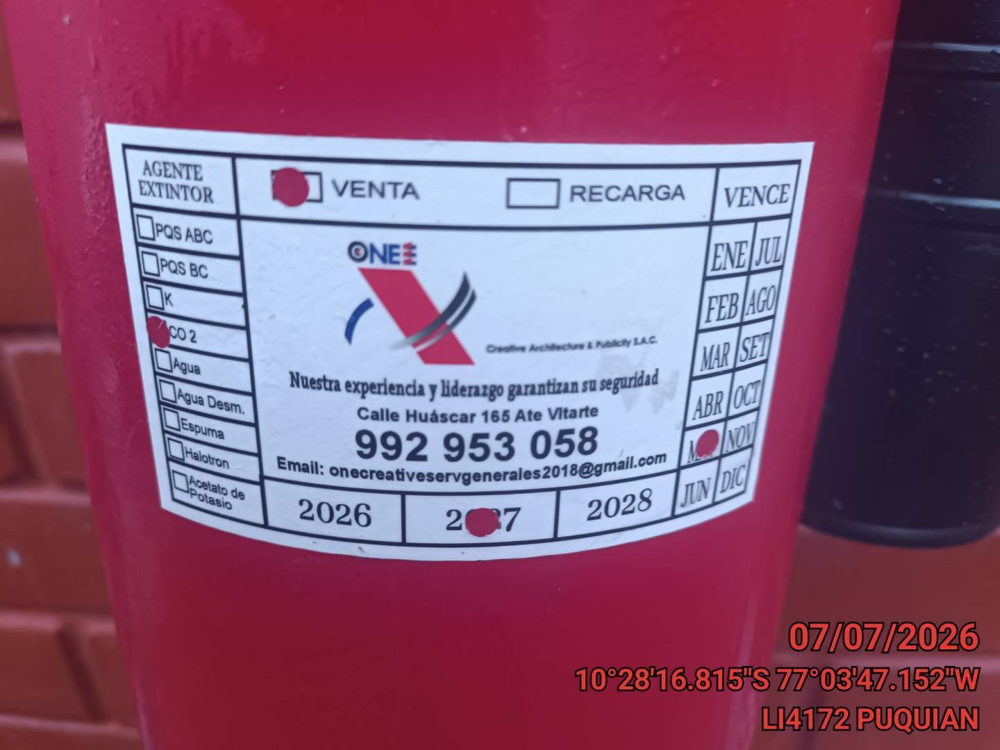 AGENTE
EXTINTOR
VENTA
RECARGA
VENCE
PQS ABC
PQS BC
K
CO 2
Agua
Agua Desm.
Espuma
Halotron
Acetato de
Potasio
ONE
Creative Architecture & Publicity S.A.C.
Nuestra experiencia y liderazgo garantizan su seguridad
Calle Huáscar 165 Ate Vitarte
992 953 058
Email: onecreativeservgenerales2018@gmail.com
ENE JUL
FEB AGO
MAR SET
ABR OCT
NOV
JUN DIC
2026
2028
07/07/2026
10°28'16.815"S 77°03'47.152"W
LI4172 PUQUIAN